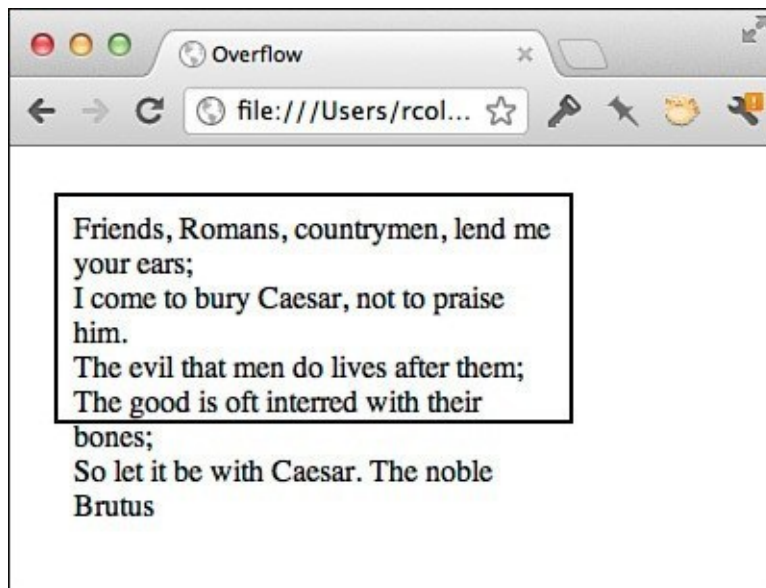 Overflow
file:///Users/rcol...
Friends, Romans, countrymen, lend me
your ears;
I come to bury Caesar, not to praise
him.
The evil that men do lives after them;
The good is oft interred with their
bones;
So let it be with Caesar. The noble
Brutus